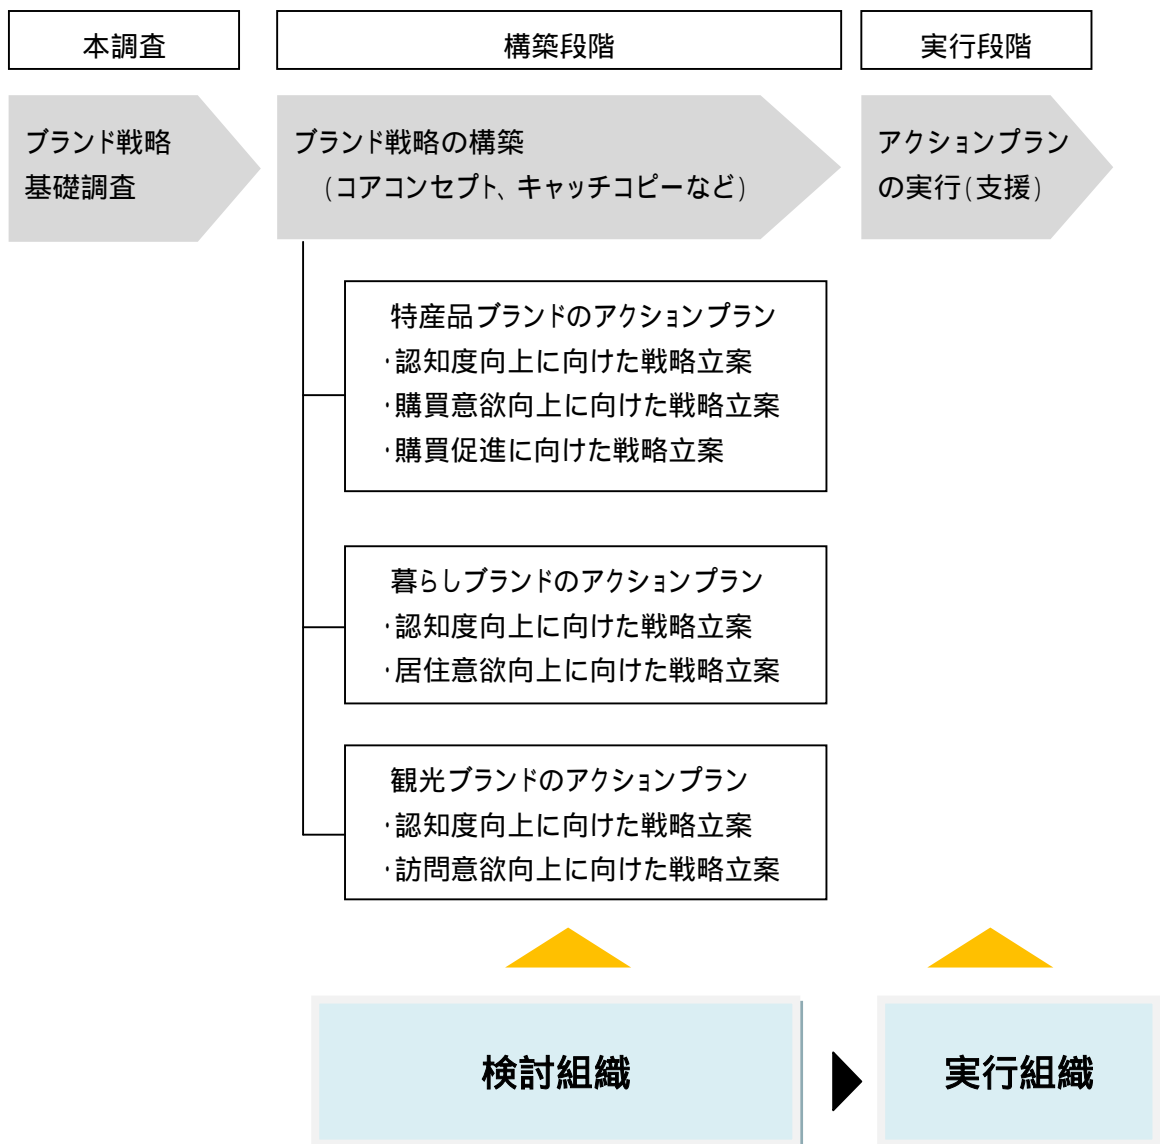 本調査
構築段階
実行段階
ブランド戦略
基礎調査
ブランド戦略の構築
(コアコンセプト、キャッチコピーなど)
アクションプラン
の実行(支援)
特産品ブランドのアクションプラン
・認知度向上に向けた戦略立案
・購買意欲向上に向けた戦略立案
・購買促進に向けた戦略立案
暮らしブランドのアクションプラン
・認知度向上に向けた戦略立案
・居住意欲向上に向けた戦略立案
観光ブランドのアクションプラン
・認知度向上に向けた戦略立案
・訪問意欲向上に向けた戦略立案
検討組織
実行組織